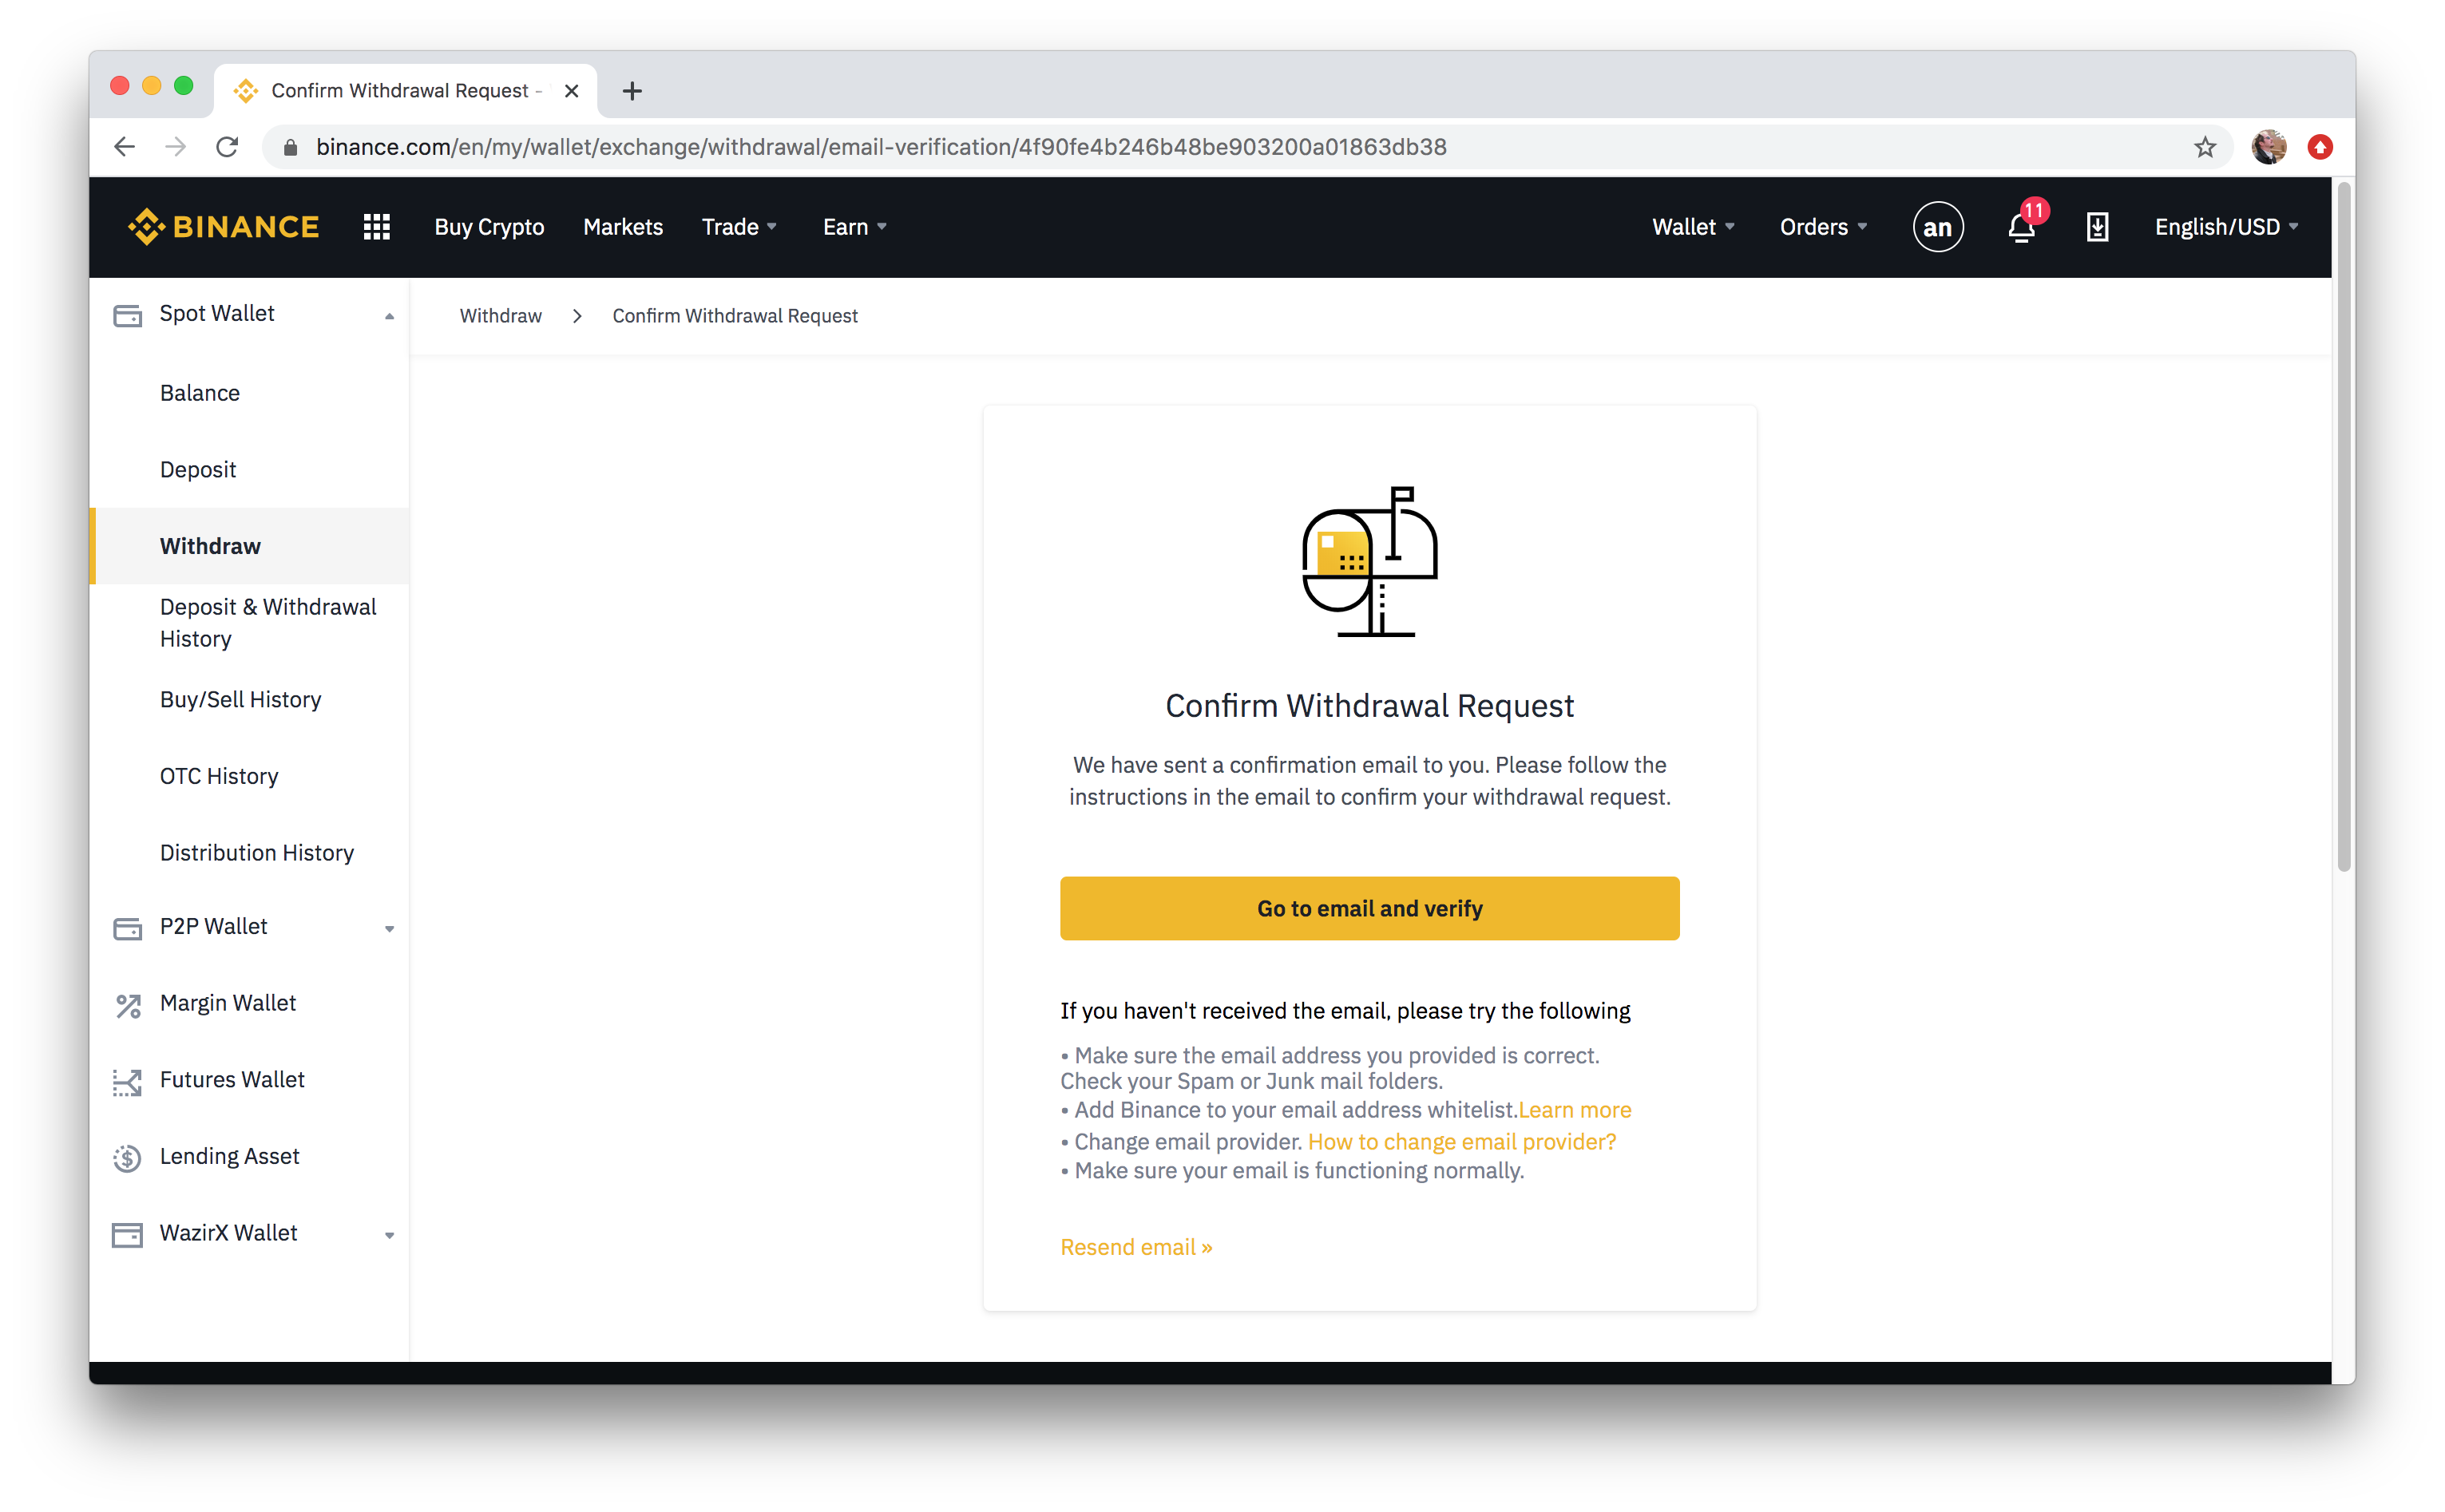 Confirm Withdrawal Request -
binance.com/en/my/wallet/exchange/withdrawal/email-verification/4f90fe4b246b48be903200a01863db38
BINANCE
Buy Crypto
Markets
Trade
Earn
Wallet
Orders
an
11
English/USD
Spot Wallet
Balance
Deposit
Withdraw
Deposit & Withdrawal
History
Buy/Sell History
OTC History
Distribution History
P2P Wallet
Margin Wallet
Futures Wallet
Lending Asset
WazirX Wallet
Withdraw > Confirm Withdrawal Request
Confirm Withdrawal Request
We have sent a confirmation email to you. Please follow the
instructions in the email to confirm your withdrawal request.
Go to email and verify
If you haven't received the email, please try the following
• Make sure the email address you provided is correct.
Check your Spam or Junk mail folders.
• Add Binance to your email address whitelist.Learn more
• Change email provider. How to change email provider?
• Make sure your email is functioning normally.
Resend email »